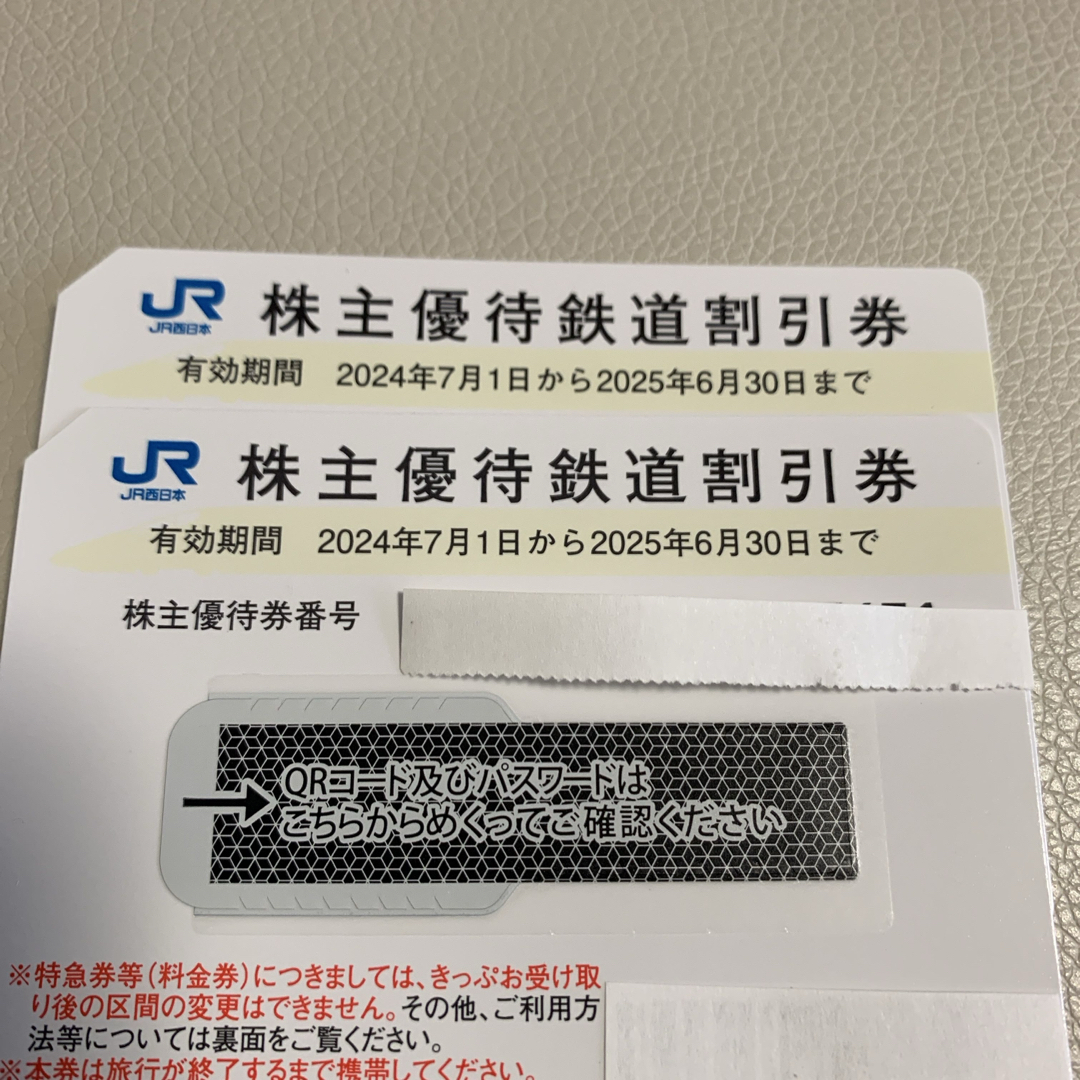 JR 株主優待鉄道割引券
JR西日本
有効期間 2024年7月1日から2025年6月30日まで
JR 株主優待鉄道割引券
JR西日本
有効期間 2024年7月1日から2025年6月30日まで
株主優待券番号
QRコード及びパスワードは
こちらからめくってご確認ください
※特急券等(料金券)につきましては、きっぷお受け取
り後の区間の変更はできません。その他、ご利用方
法等については裏面をご覧ください。
※本券は旅行が終了するまで携帯してください。